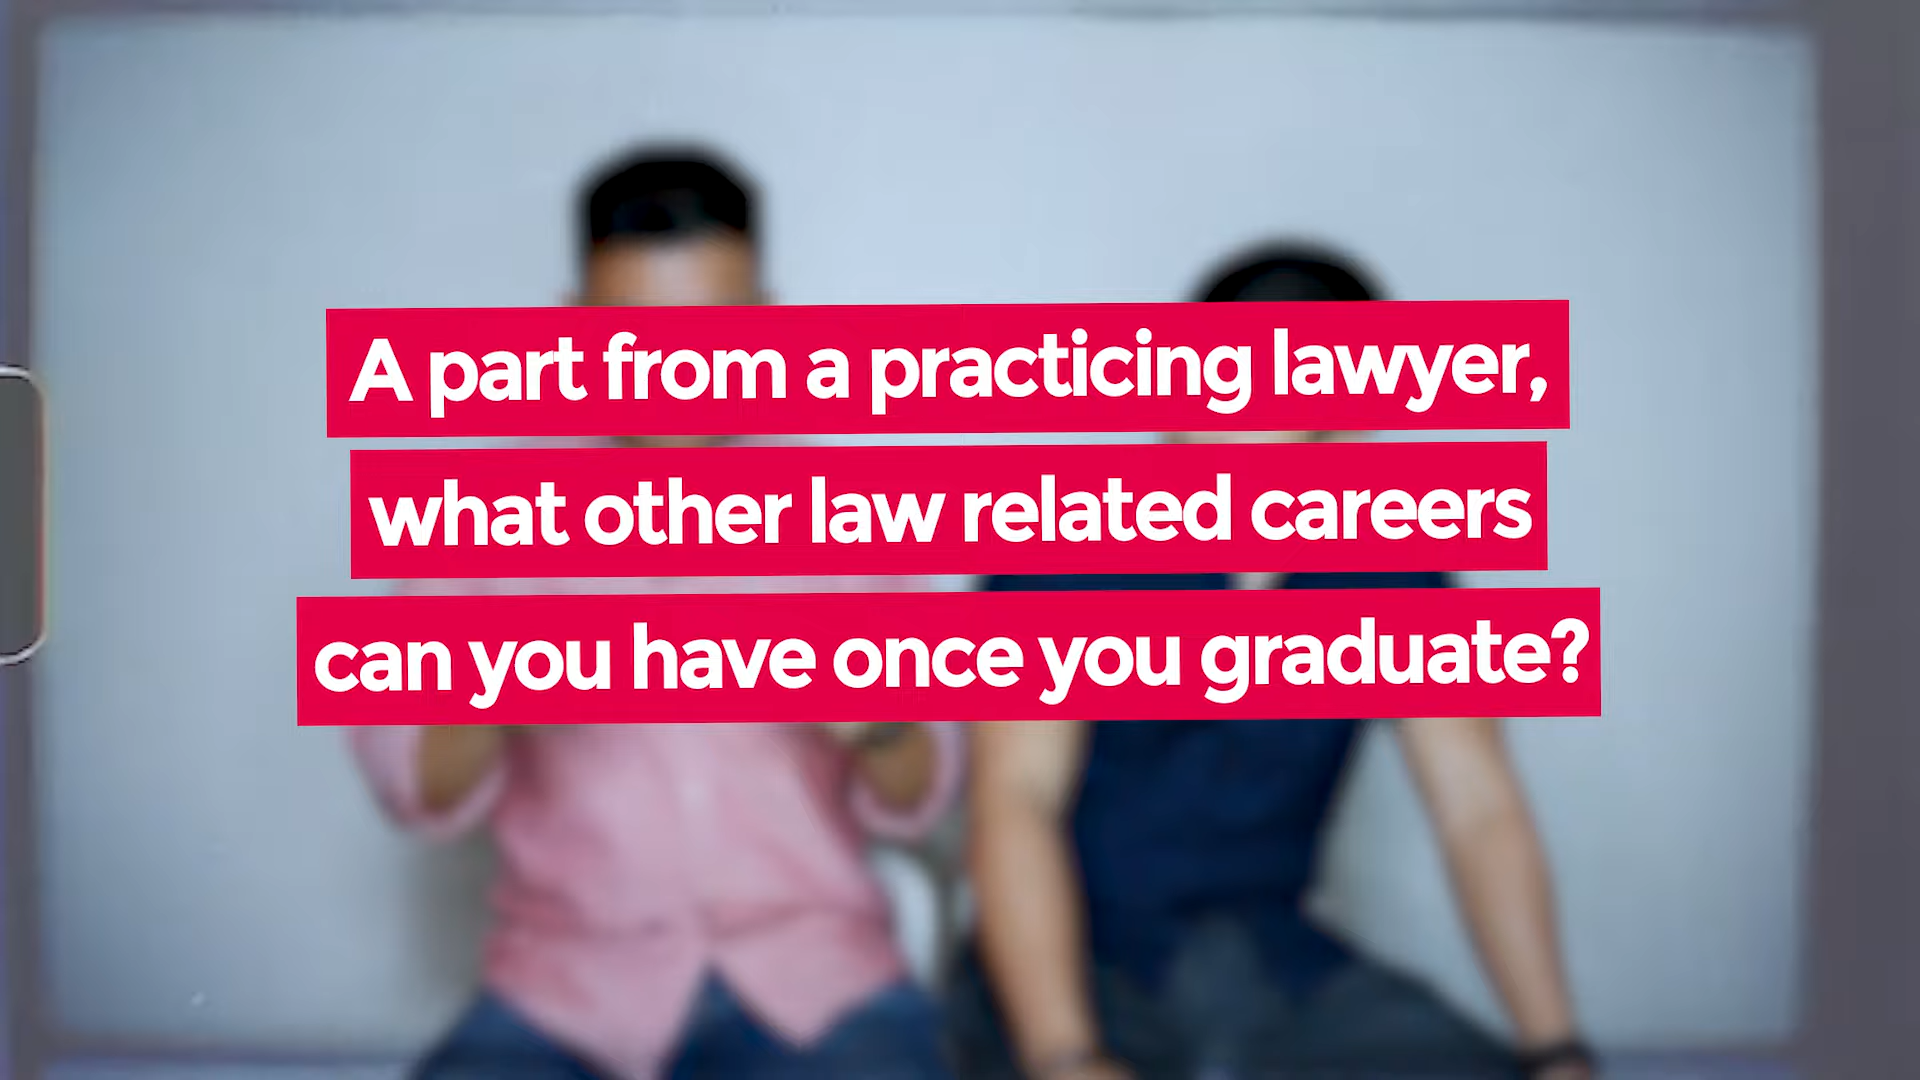 A part from a practicing lawyer,
what other law related careers
can you have once you graduate?